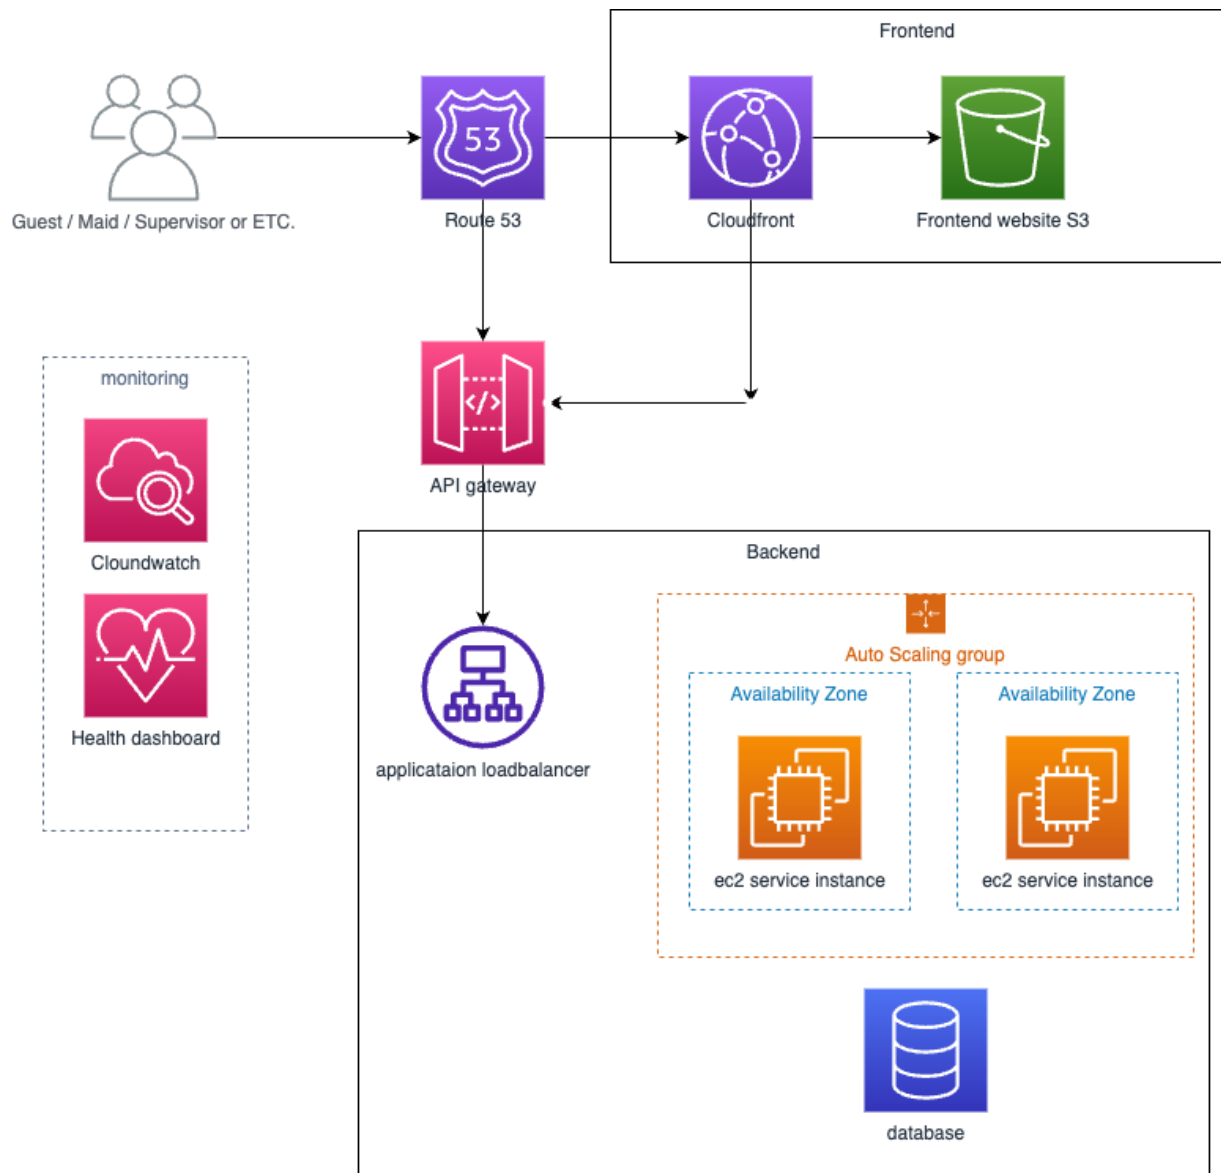 Frontend
53
Guest / Maid / Supervisor or ETC.
Route 53
Cloudfront
Frontend website S3
monitoring
</>
API gateway
Cloundwatch
Health dashboard
Backend
Auto Scaling group
Availability Zone
Availability Zone
applicataion loadbalancer
ec2 service instance
ec2 service instance
database